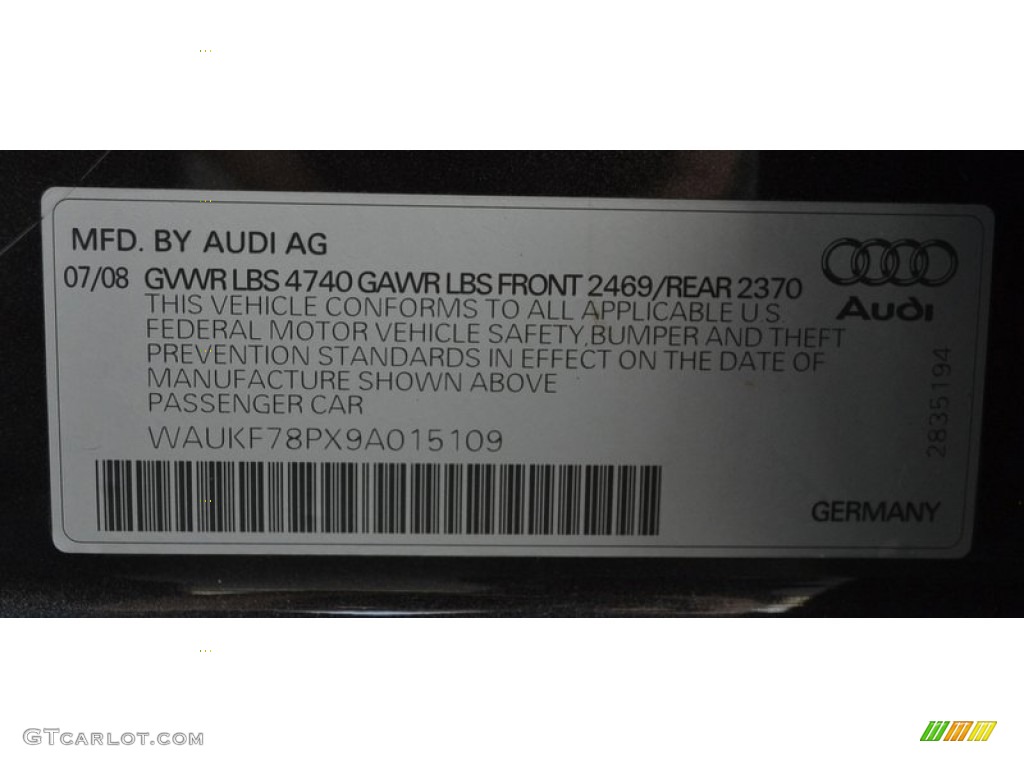 MFD. BY AUDI AG
07/08 GVWR LBS 4740 GAWR LBS FRONT 2469/REAR 2370
THIS VEHICLE CONFORMS TO ALL APPLICABLE U.S.
FEDERAL MOTOR VEHICLE SAFETY,BUMPER AND THEFT
PREVENTION STANDARDS IN EFFECT ON THE DATE OF
MANUFACTURE SHOWN ABOVE
PASSENGER CAR
WAUKF78PX9A015109
Audi
2835194
GERMANY
GTCARLOT.COM